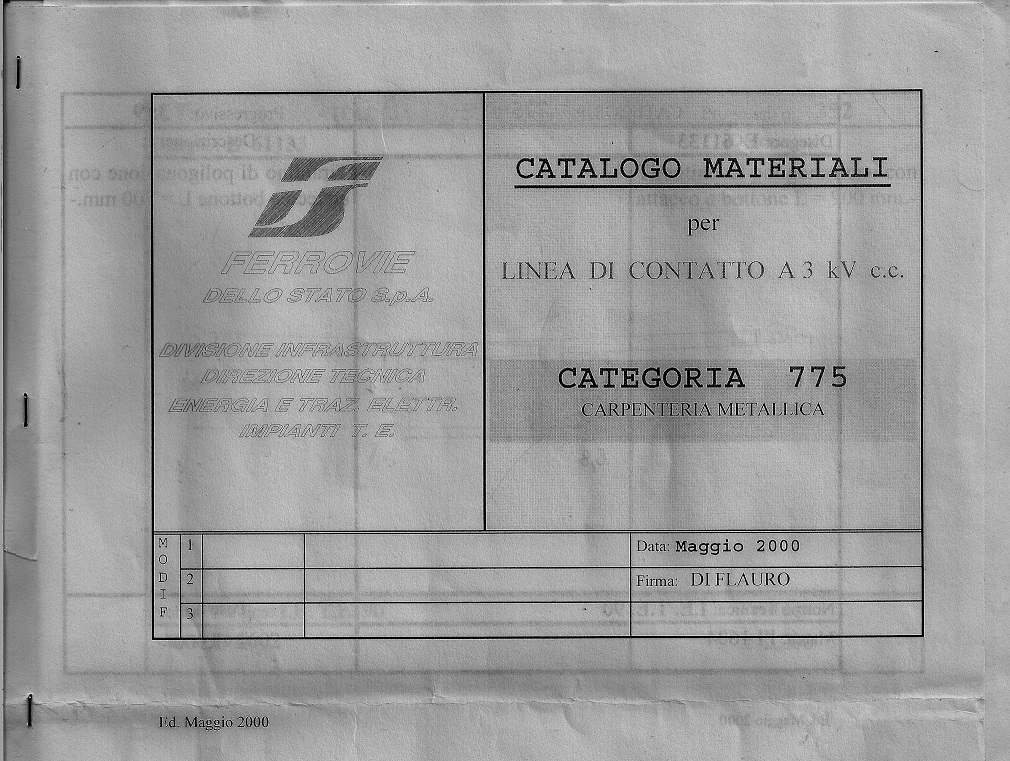 FERROVIE
DELLO STATO S.p.A.
DIVISIONE INFRASTRUTTURA
DIREZIONE TECNICA
ENERGIA E TRAZ. ELETTR.
IMPIANTI T. E.
CATALOGO MATERIALI
per
LINEA DI CONTATTO A 3 kV c.c.
CATEGORIA 775
CARPENTERIA METALLICA
MODIF
1
2
3
Data: Maggio 2000
Firma: DI FLAURO
Ed. Maggio 2000